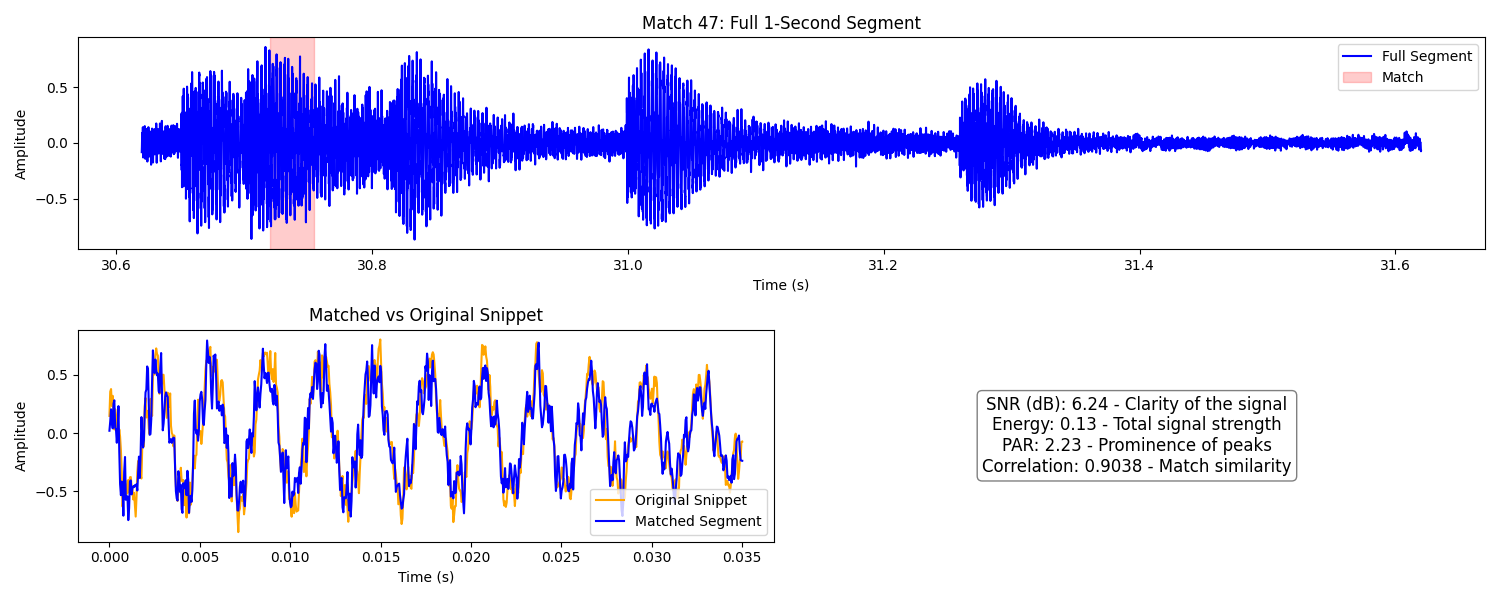 Match 47: Full 1-Second Segment
Amplitude
0.5
0.0
−0.5
Full Segment
Match
30.6 30.8 31.0 31.2 31.4 31.6
Time (s)
Matched vs Original Snippet
Amplitude
0.5
0.0
−0.5
Original Snippet
Matched Segment
0.000 0.005 0.010 0.015 0.020 0.025 0.030 0.035
Time (s)
SNR (dB): 6.24 - Clarity of the signal
Energy: 0.13 - Total signal strength
PAR: 2.23 - Prominence of peaks
Correlation: 0.9038 - Match similarity